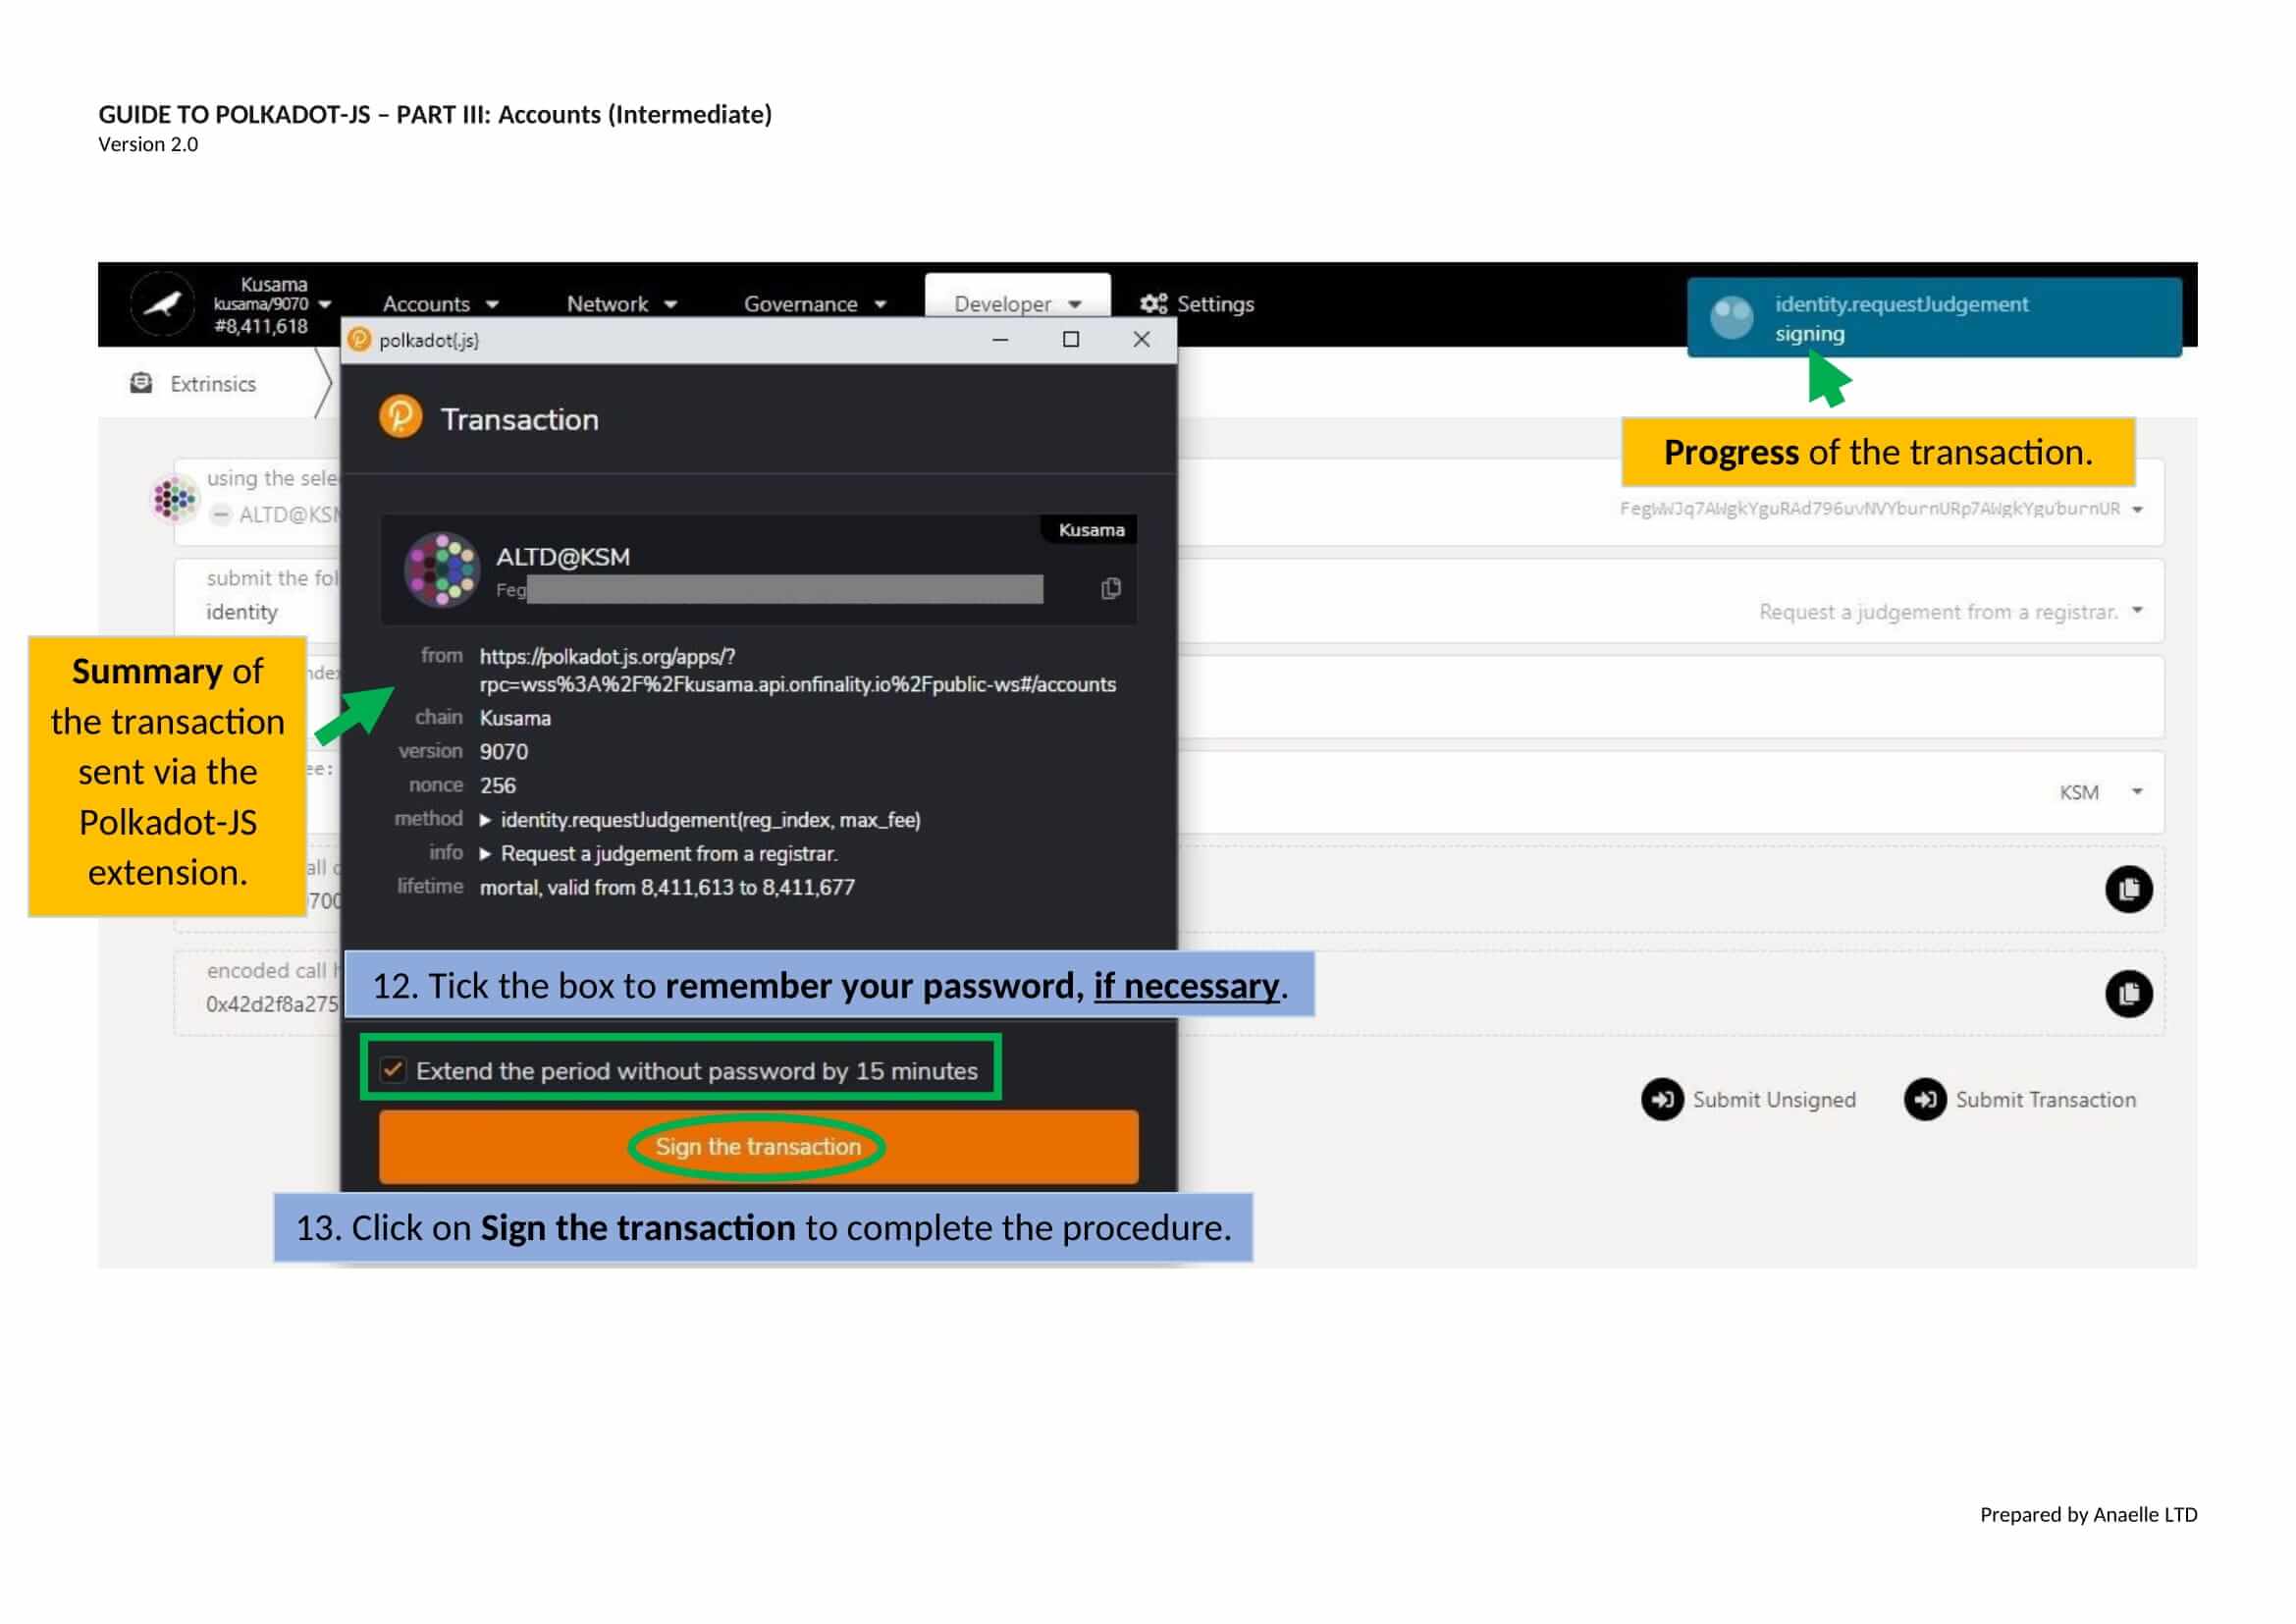 GUIDE TO POLKADOT-JS – PART III: Accounts (Intermediate)
Version 2.0
Kusama
kusama/9070
#8,411,618
Accounts
Network
Governance
Developer
Settings
identity.requestJudgement
signing
polkadot{.js}
Extrinsics
Transaction
Progress of the transaction.
using the sele
ALTD@KSM
Kusama
ALTD@KSM
Feg
submit the fol
identity
Request a judgement from a registrar.
Summary of
the transaction
sent via the
Polkadot-JS
extension.
from https://polkadot.js.org/apps/?
rpc=wss%3A%2F%2Fkusama.api.onfinality.io%2Fpublic-ws#/accounts
chain Kusama
version 9070
nonce 256
method identity.requestJudgement(reg_index, max_fee)
info Request a judgement from a registrar.
lifetime mortal, valid from 8,411,613 to 8,411,677
KSM
12. Tick the box to remember your password, if necessary.
encoded call
0x42d2f8a275
Extend the period without password by 15 minutes
Submit Unsigned
Submit Transaction
Sign the transaction
13. Click on Sign the transaction to complete the procedure.
Prepared by Anaelle LTD